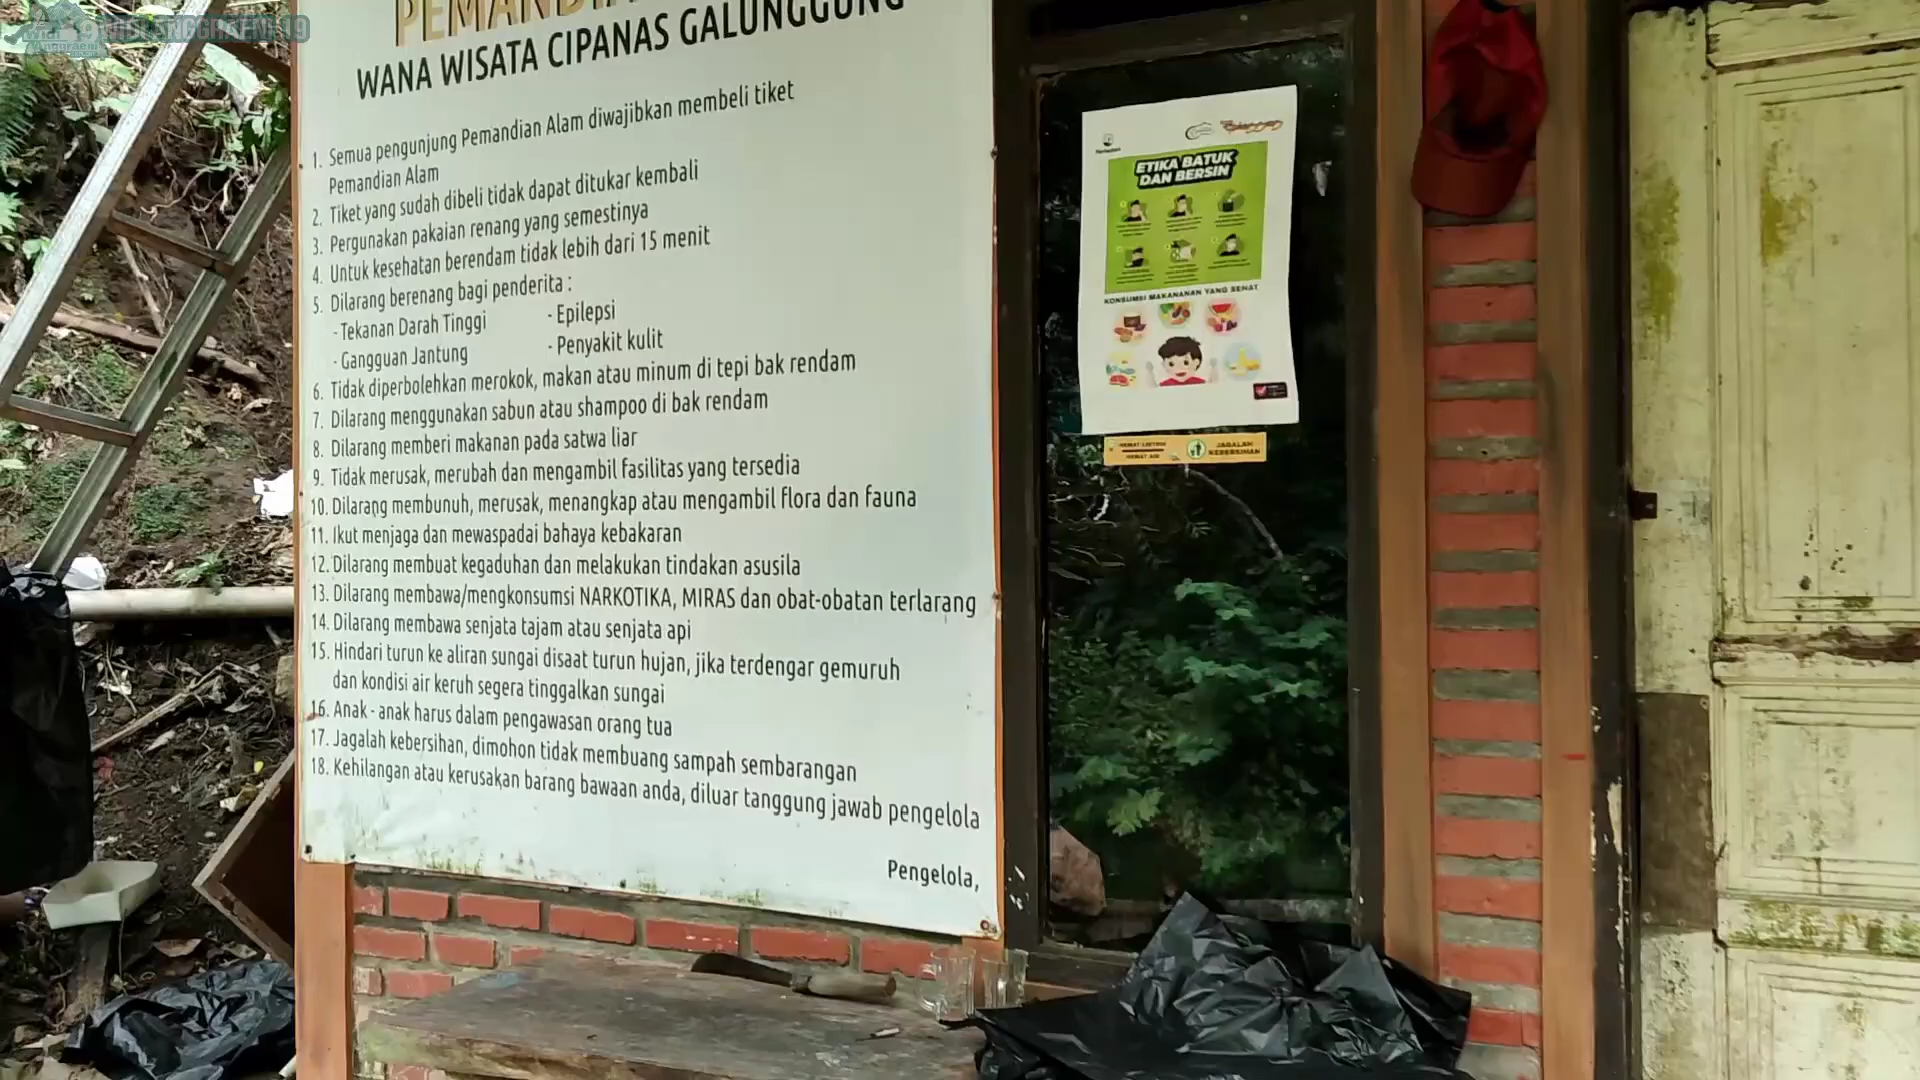 WANA WISATA CIPANAS GALUNGGUNG
1. Semua pengunjung Pemandian Alam diwajibkan membeli tiket
Pemandian Alam
2. Tiket yang sudah dibeli tidak dapat ditukar kembali
3. Pergunakan pakaian renang yang semestinya
4. Untuk kesehatan berendam tidak lebih dari 15 menit
5. Dilarang berenang bagi penderita :
- Tekanan Darah Tinggi - Epilepsi
- Gangguan Jantung - Penyakit kulit
6. Tidak diperbolehkan merokok, makan atau minum di tepi bak rendam
7. Dilarang menggunakan sabun atau shampoo di bak rendam
8. Dilarang memberi makanan pada satwa liar
9. Tidak merusak, merubah dan mengambil fasilitas yang tersedia
10. Dilarang membunuh, merusak, menangkap atau mengambil flora dan fauna
11. Ikut menjaga dan mewaspadai bahaya kebakaran
12. Dilarang membuat kegaduhan dan melakukan tindakan asusila
13. Dilarang membawa/mengkonsumsi NARKOTIKA, MIRAS dan obat-obatan terlarang
14. Dilarang membawa senjata tajam atau senjata api
15. Hindari turun ke aliran sungai disaat turun hujan, jika terdengar gemuruh
dan kondisi air keruh segera tinggalkan sungai
16. Anak - anak harus dalam pengawasan orang tua
17. Jagalah kebersihan, dimohon tidak membuang sampah sembarangan
18. Kehilangan atau kerusakan barang bawaan anda, diluar tanggung jawab pengelola
Pengelola,
ETIKA BATUK
DAN BERSIN
KONSUMSI MAKANANAN YANG SEHAT
HEMAT LISTRIK
HEMAT AIR
JAGALAH
KEBERSIHAN